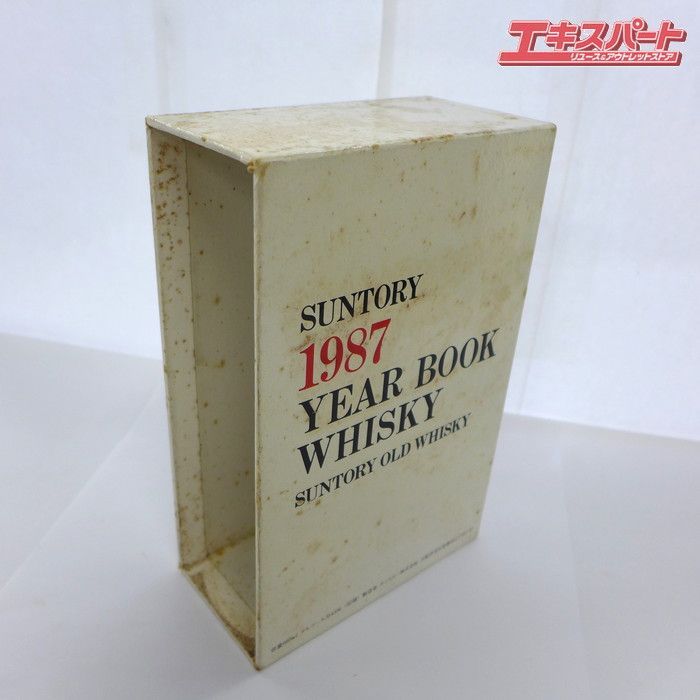 エキスパート
リユース&アウトレットストア
SUNTORY
1987
YEAR BOOK
WHISKY
SUNTORY OLD WHISKY